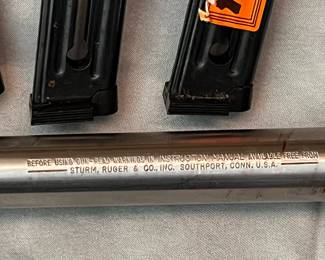 BEFORE USING GUN-READ WARNINGS IN INSTRUCTION MANUAL AVAILABLE FREE FROM
STURM, RUGER & CO., INC. SOUTHPORT, CONN. U.S.A.